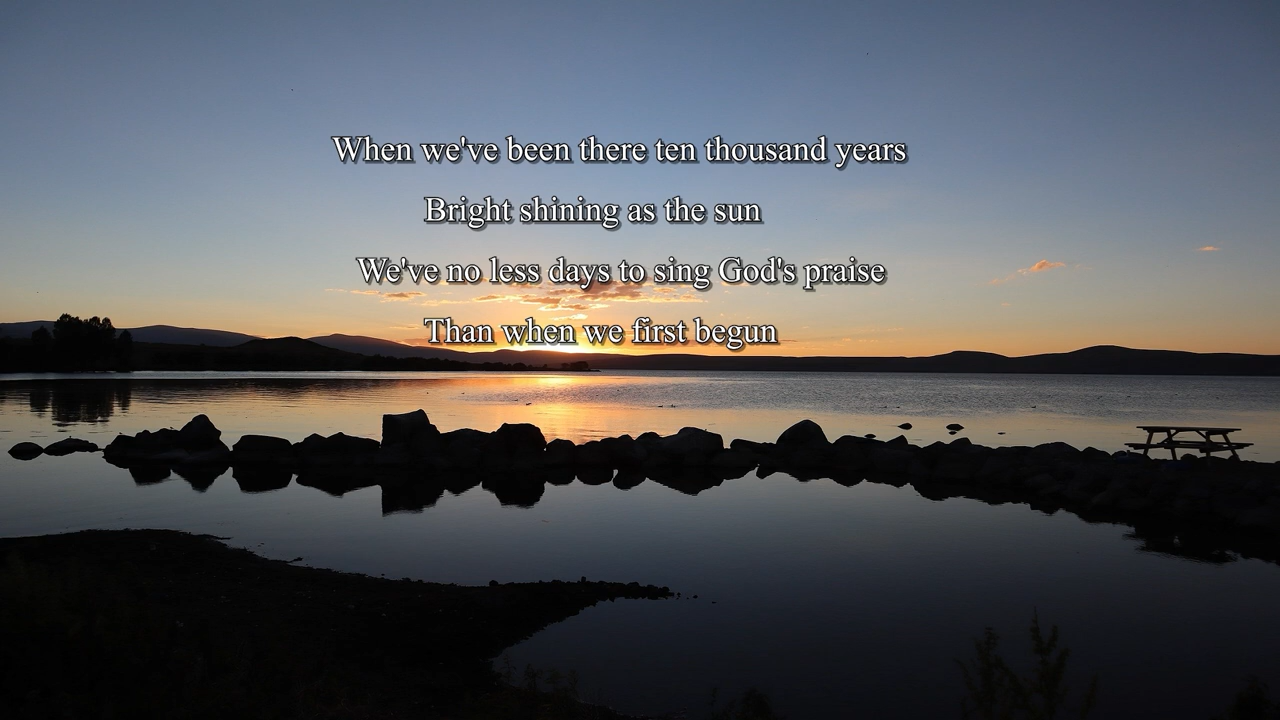 When we've been there ten thousand years
Bright shining as the sun
We've no less days to sing God's praise
Than when we first begun